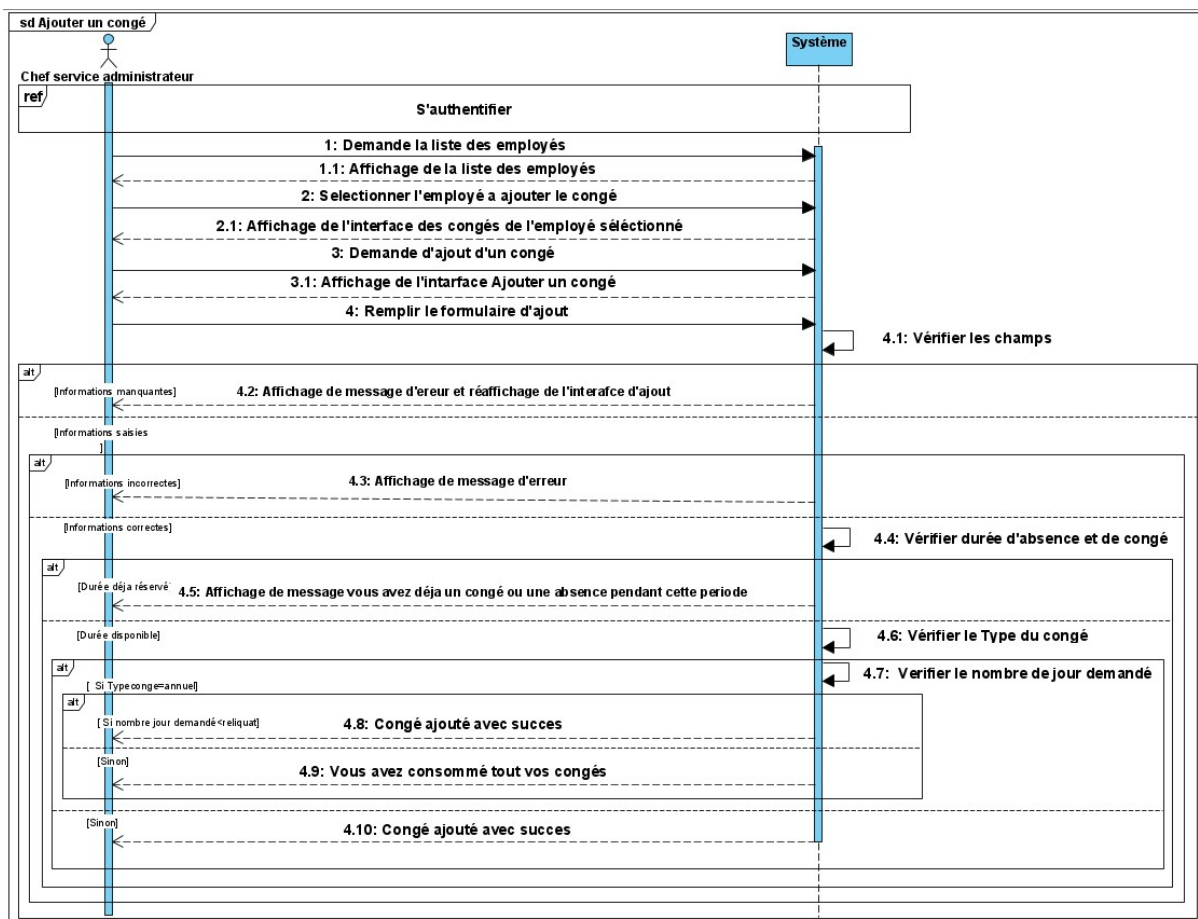 sd Ajouter un congé
Système
Chef service administrateur
ref
S'authentifier
1: Demande la liste des employés
1.1: Affichage de la liste des employés
2: Selectionner l'employé a ajouter le congé
2.1: Affichage de l'interface des congés de l'employé séléctionné
3: Demande d'ajout d'un congé
3.1: Affichage de l'intarface Ajouter un congé
4: Remplir le formulaire d'ajout
4.1: Vérifier les champs
alt
[Informations manquantes]
4.2: Affichage de message d'ereur et réaffichage de l'interafce d'ajout
[Informations saisies
]
alt
[Informations incorrectes]
4.3: Affichage de message d'erreur
[Informations correctes]
4.4: Vérifier durée d'absence et de congé
alt
[Durée déja réservé]
4.5: Affichage de message vous avez déja un congé ou une absence pendant cette periode
[Durée disponible]
4.6: Vérifier le Type du congé
alt
4.7: Verifier le nombre de jour demandé
[ Si Typeconge=annuel]
alt
[ Si nombre jour demandé<reliquat]
4.8: Congé ajouté avec succes
[Sinon]
4.9: Vous avez consommé tout vos congés
[Sinon]
4.10: Congé ajouté avec succes